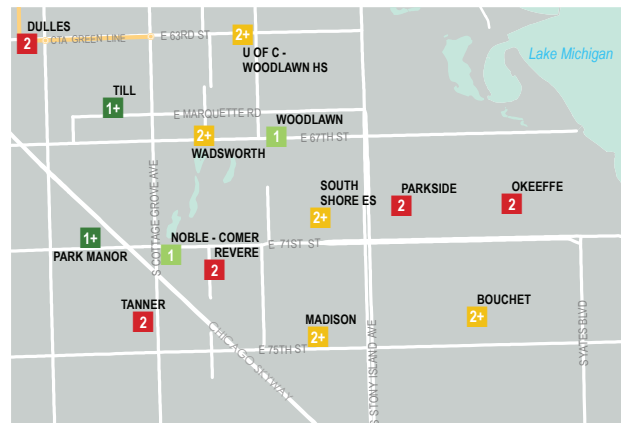 DULLES
2
CTA GREEN LINE
E 63RD ST
2+
U OF C -
WOODLAWN HS
Lake Michigan
TILL
1+
E MARQUETTE RD
WOODLAWN
1
2+
E 67TH ST
WADSWORTH
SOUTH
SHORE ES
2+
PARKSIDE
2
OKEEFFE
2
S COTTAGE GROVE AVE
1+
PARK MANOR
NOBLE - COMER
1
REVERE
2
E 71ST ST
TANNER
2
CHICAGO SKYWAY
MADISON
2+
E 75TH ST
BOUCHET
2+
S STONY ISLAND AVE
S YATES BLVD